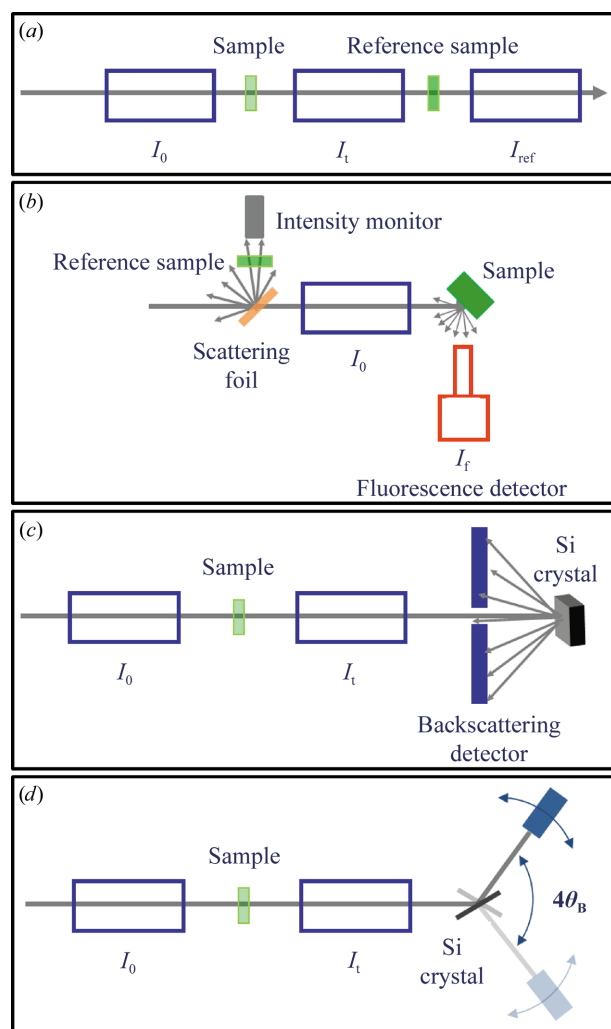 (a)
Sample Reference sample
I0 It Iref
(b)
Intensity monitor
Reference sample
Sample
Scattering
foil
I0
If
Fluorescence detector
(c)
Si
crystal
Sample
I0 It
Backscattering
detector
(d)
Sample
4θB
Si
crystal
I0 It